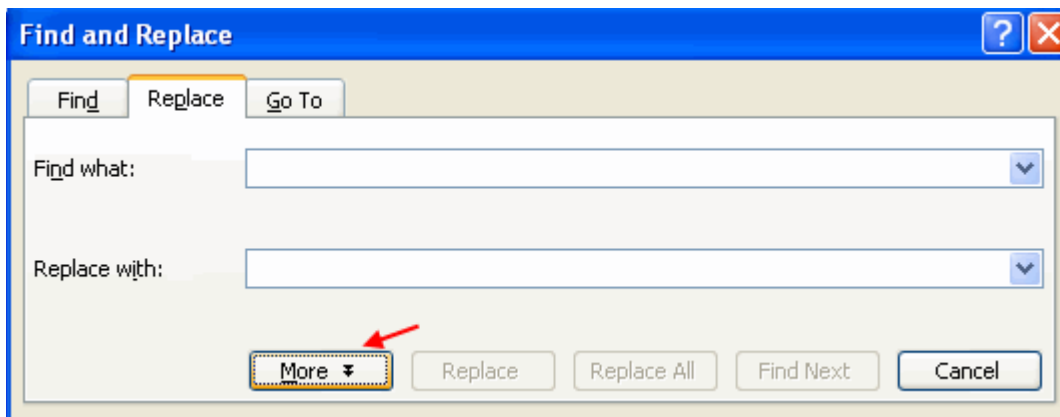 Find and Replace
Find Replace Go To
Find what:
Replace with:
More Replace Replace All Find Next Cancel